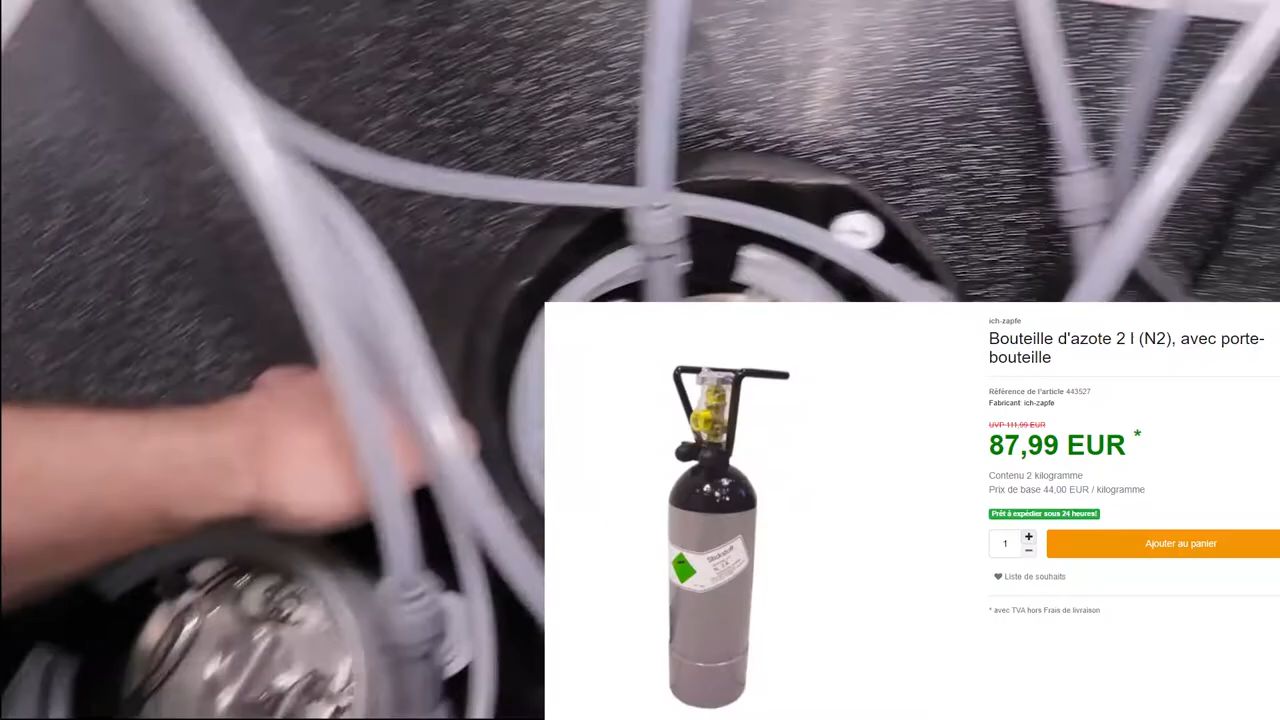 ich-zapfe
Bouteille d'azote 2 l (N2), avec porte-
bouteille
Référence de l'article 443527
Fabricant: ich-zapfe
UVP 111,99 EUR
87,99 EUR *
Contenu 2 kilogramme
Prix de base 44,00 EUR / kilogramme
Prêt à expédier sous 24 heures!
1
Ajouter au panier
Liste de souhaits
* avec TVA hors Frais de livraison
Stickstoff